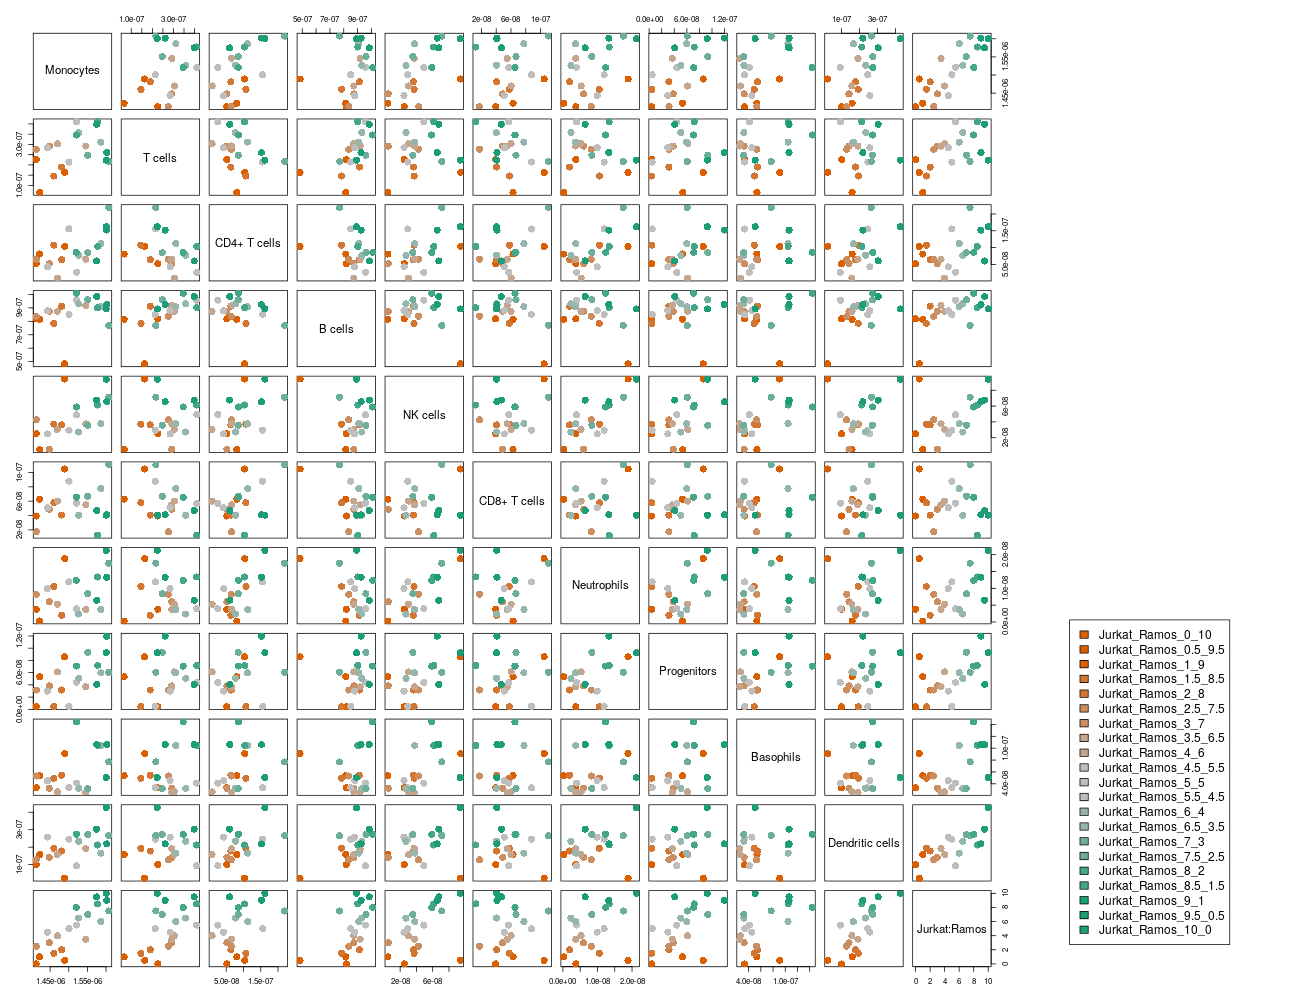 1.0e-07 3.0e-07 5e-07 7e-07 9e-07 2e-08 6e-08 1e-07 0.0e+00 6.0e-08 1.2e-07 1e-07 3e-07
Monocytes 1.45e-06 1.55e-06
1.0e-07 3.0e-07 T cells
CD4+ T cells 5.0e-08 1.5e-07
5e-07 7e-07 9e-07 B cells
NK cells 2e-08 6e-08
2e-08 6e-08 1e-07 CD8+ T cells
Neutrophils 0.0e+00 1.0e-08 2.0e-08
0.0e+00 6.0e-08 1.2e-07 Progenitors
Basophils 4.0e-08 1.0e-07
1e-07 3e-07 Dendritic cells
Jurkat:Ramos 0 2 4 6 8 10
1.45e-06 1.55e-06 5.0e-08 1.5e-07 2e-08 6e-08 0.0e+00 1.0e-08 2.0e-08 4.0e-08 1.0e-07 0 2 4 6 8 10
Jurkat_Ramos_0_10
Jurkat_Ramos_0.5_9.5
Jurkat_Ramos_1_9
Jurkat_Ramos_1.5_8.5
Jurkat_Ramos_2_8
Jurkat_Ramos_2.5_7.5
Jurkat_Ramos_3_7
Jurkat_Ramos_3.5_6.5
Jurkat_Ramos_4_6
Jurkat_Ramos_4.5_5.5
Jurkat_Ramos_5_5
Jurkat_Ramos_5.5_4.5
Jurkat_Ramos_6_4
Jurkat_Ramos_6.5_3.5
Jurkat_Ramos_7_3
Jurkat_Ramos_7.5_2.5
Jurkat_Ramos_8_2
Jurkat_Ramos_8.5_1.5
Jurkat_Ramos_9_1
Jurkat_Ramos_9.5_0.5
Jurkat_Ramos_10_0